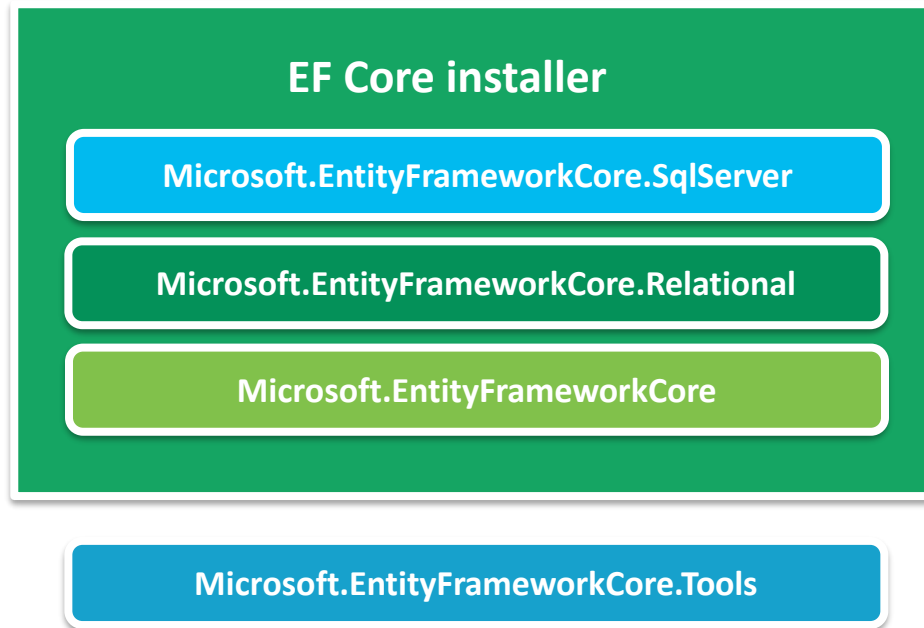 EF Core installer
Microsoft.EntityFrameworkCore.SqlServer
Microsoft.EntityFrameworkCore.Relational
Microsoft.EntityFrameworkCore
Microsoft.EntityFrameworkCore.Tools